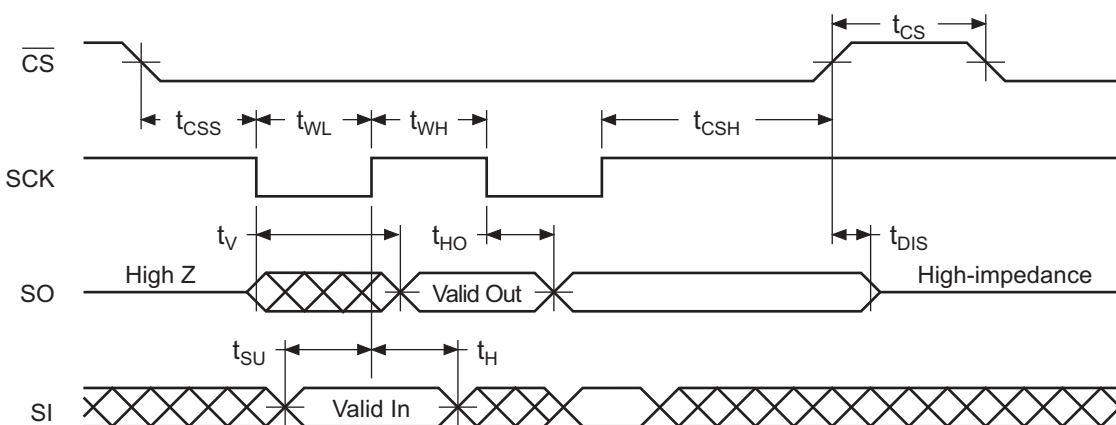 t_CS
C̅S̅
t_CSS t_WL t_WH t_CSH
SCK
t_V t_HO t_DIS
High Z High-impedance
SO Valid Out
t_SU t_H
SI Valid In